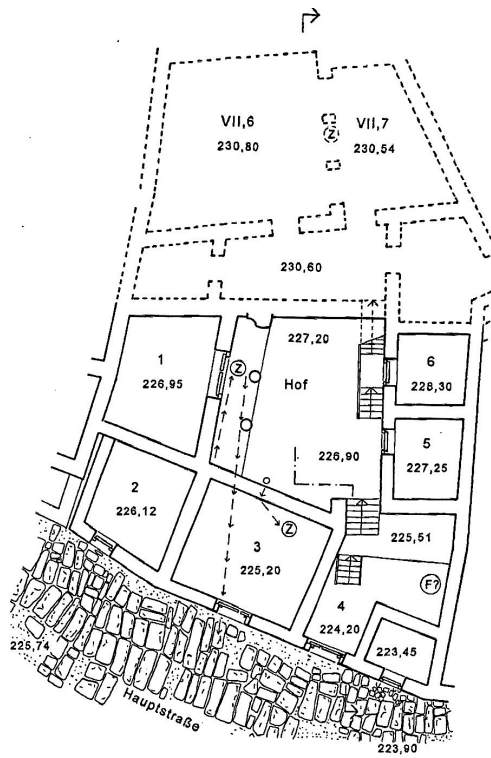 VII,6
VII,7
230,80
Z
230,54
230,60
1
226,95
Z
227,20
Hof
6
228,30
226,90
5
227,25
2
226,12
3
225,20
Z
225,51
F?
4
224,20
223,45
225,74
Hauptstraße
223,90